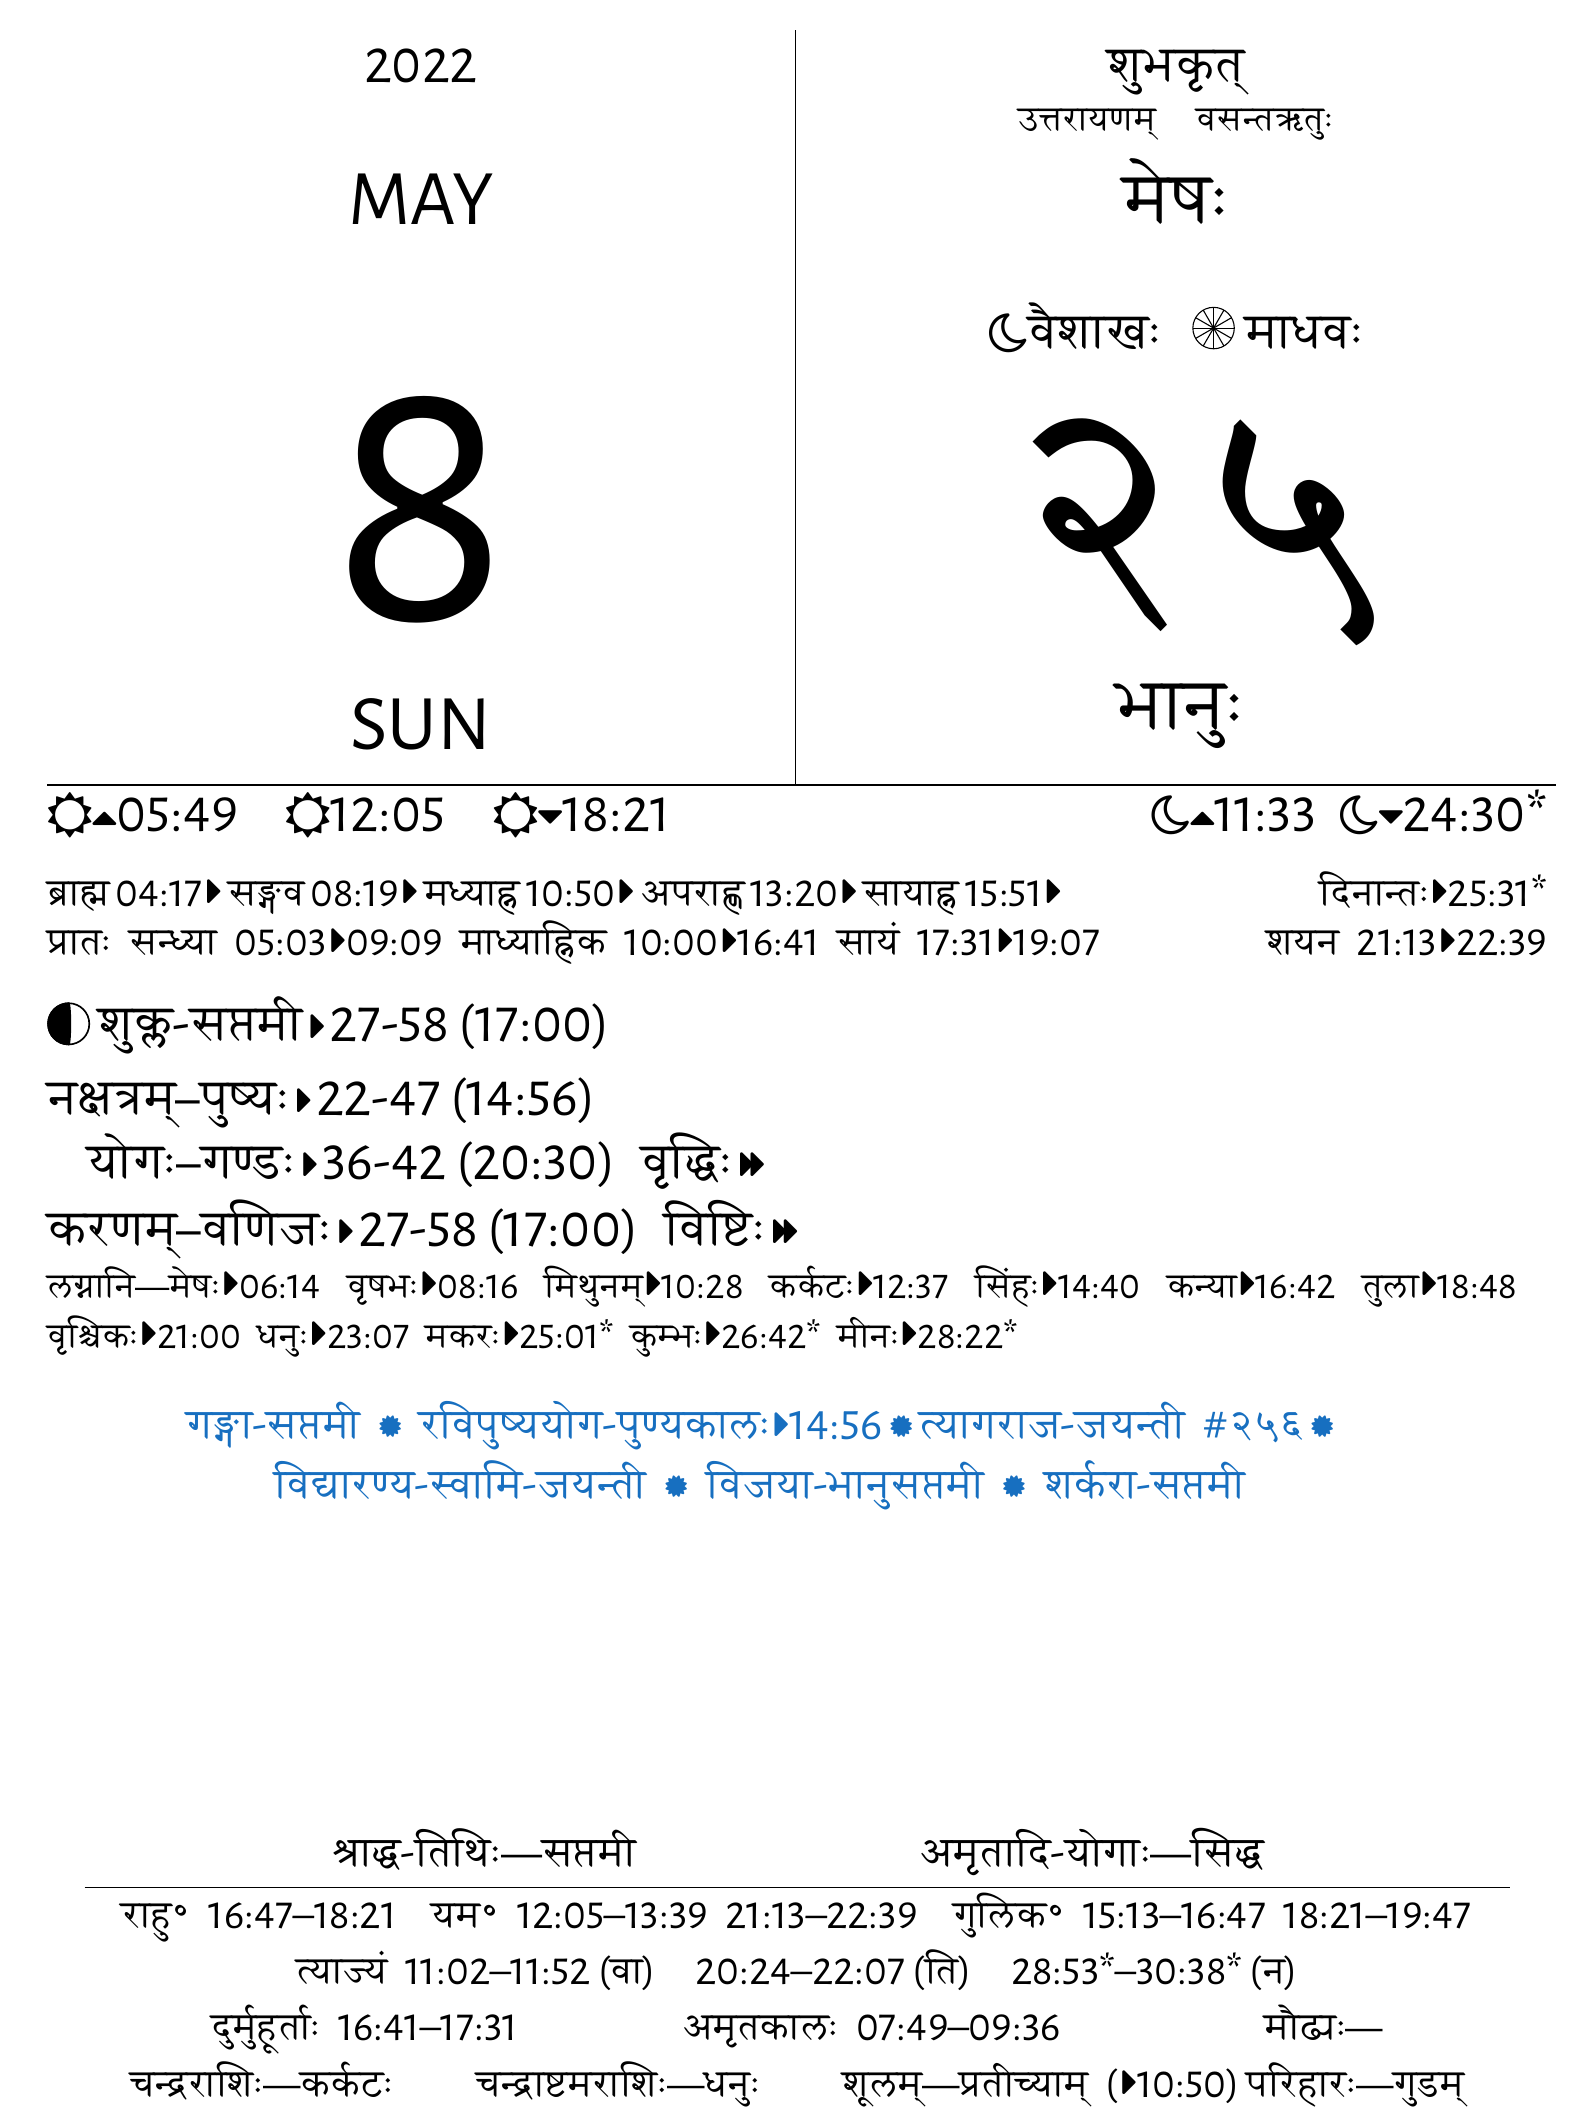 2022
MAY
8
SUN
शुभकृत्
उत्तरायणम् वसन्तऋतुः
मेषः
वैशाखः माधवः
२५
भानुः
05:49 12:05 18:21 11:33 24:30*
ब्राह्म 04:17 सङ्गव 08:19 मध्याह्न 10:50 अपराह्ण 13:20 सायाह्न 15:51 दिनान्तः 25:31*
प्रातः सन्ध्या 05:03 09:09 माध्याह्निक 10:00 16:41 सायं 17:31 19:07 शयन 21:13 22:39
शुक्ल-सप्तमी 27-58 (17:00)
नक्षत्रम्–पुष्यः 22-47 (14:56)
योगः–गण्डः 36-42 (20:30) वृद्धिः
करणम्–वणिजः 27-58 (17:00) विष्टिः
लग्नानि—मेषः 06:14 वृषभः 08:16 मिथुनम् 10:28 कर्कटः 12:37 सिंहः 14:40 कन्या 16:42 तुला 18:48
वृश्चिकः 21:00 धनुः 23:07 मकरः 25:01* कुम्भः 26:42* मीनः 28:22*
गङ्गा-सप्तमी ✹ रविपुष्ययोग-पुण्यकालः 14:56 ✹ त्यागराज-जयन्ती #२५६ ✹
विद्यारण्य-स्वामि-जयन्ती ✹ विजया-भानुसप्तमी ✹ शर्करा-सप्तमी
श्राद्ध-तिथिः—सप्तमी अमृतादि-योगाः—सिद्ध
राहु॰ 16:47–18:21 यम॰ 12:05–13:39 21:13–22:39 गुलिक॰ 15:13–16:47 18:21–19:47
त्याज्यं 11:02–11:52 (वा) 20:24–22:07 (ति) 28:53*–30:38* (न)
दुर्मुहूर्ताः 16:41–17:31 अमृतकालः 07:49–09:36 मौढ्यः—
चन्द्रराशिः—कर्कटः चन्द्राष्टमराशिः—धनुः शूलम्—प्रतीच्याम् (10:50) परिहारः—गुडम्